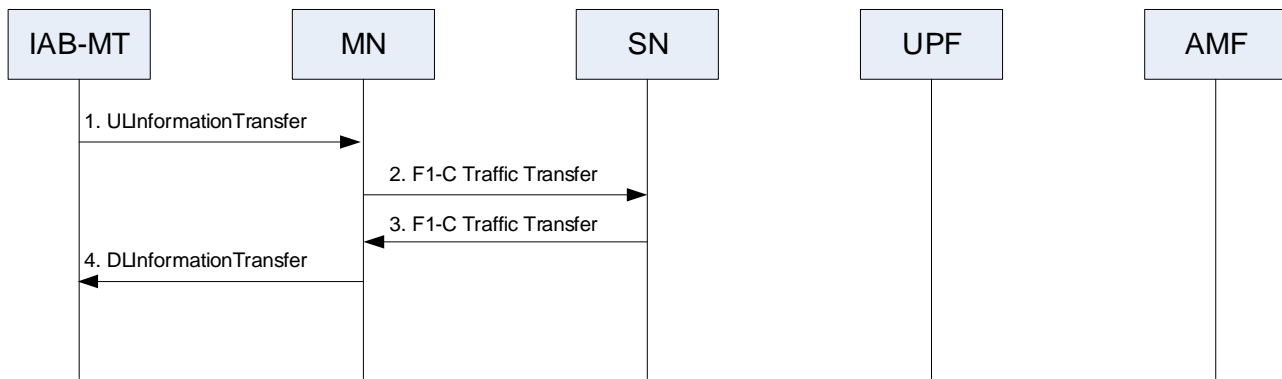 IAB-MT MN SN UPF AMF
1. ULInformationTransfer
2. F1-C Traffic Transfer
3. F1-C Traffic Transfer
4. DLInformationTransfer